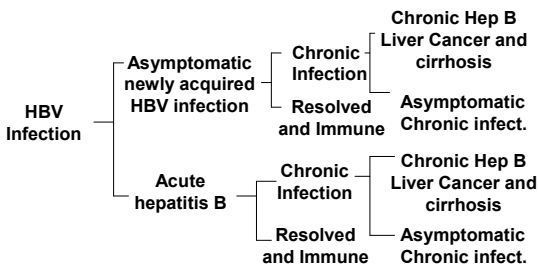 HBV
Infection
Asymptomatic
newly acquired
HBV infection
Chronic
Infection
Chronic Hep B
Liver Cancer and
cirrhosis
Asymptomatic
Chronic infect.
Resolved
and Immune
Acute
hepatitis B
Chronic
Infection
Chronic Hep B
Liver Cancer and
cirrhosis
Asymptomatic
Chronic infect.
Resolved
and Immune